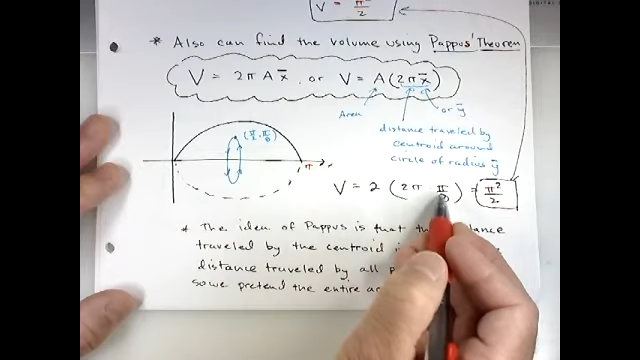 V = π²/2
* Also can find the volume using Pappus' Theorem
V = 2π A x̄, or V = A (2π x̄)
Area
or ȳ
distance traveled by
centroid around
circle of radius ȳ
(π/2, π/8)
π
V = 2 (2π · π/8) = π²/2
* The idea of Pappus is that the
traveled by the centroid
distance traveled by all
so we pretend the entire